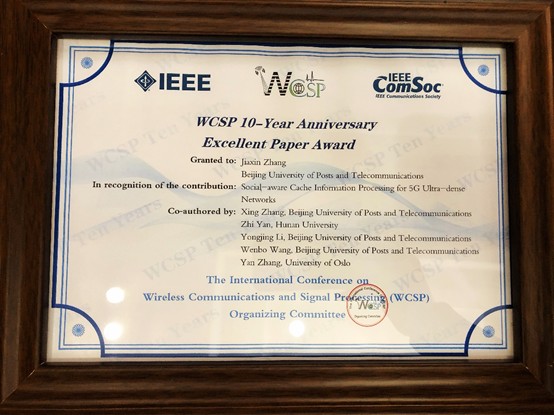 IEEE
WCSP
IEEE
ComSoc
IEEE Communications Society
WCSP 10-Year Anniversary
Excellent Paper Award
Granted to: Jiaxin Zhang
Beijing University of Posts and Telecommunications
In recognition of the contribution: Social-aware Cache Information Processing for 5G Ultra-dense
Networks
Co-authored by: Xing Zhang, Beijing University of Posts and Telecommunications
Zhi Yan, Hunan University
Yongjing Li, Beijing University of Posts and Telecommunications
Wenbo Wang, Beijing University of Posts and Telecommunications
Yan Zhang, University of Oslo
The International Conference on
Wireless Communications and Signal Processing (WCSP)
Organizing Committee
WCSP